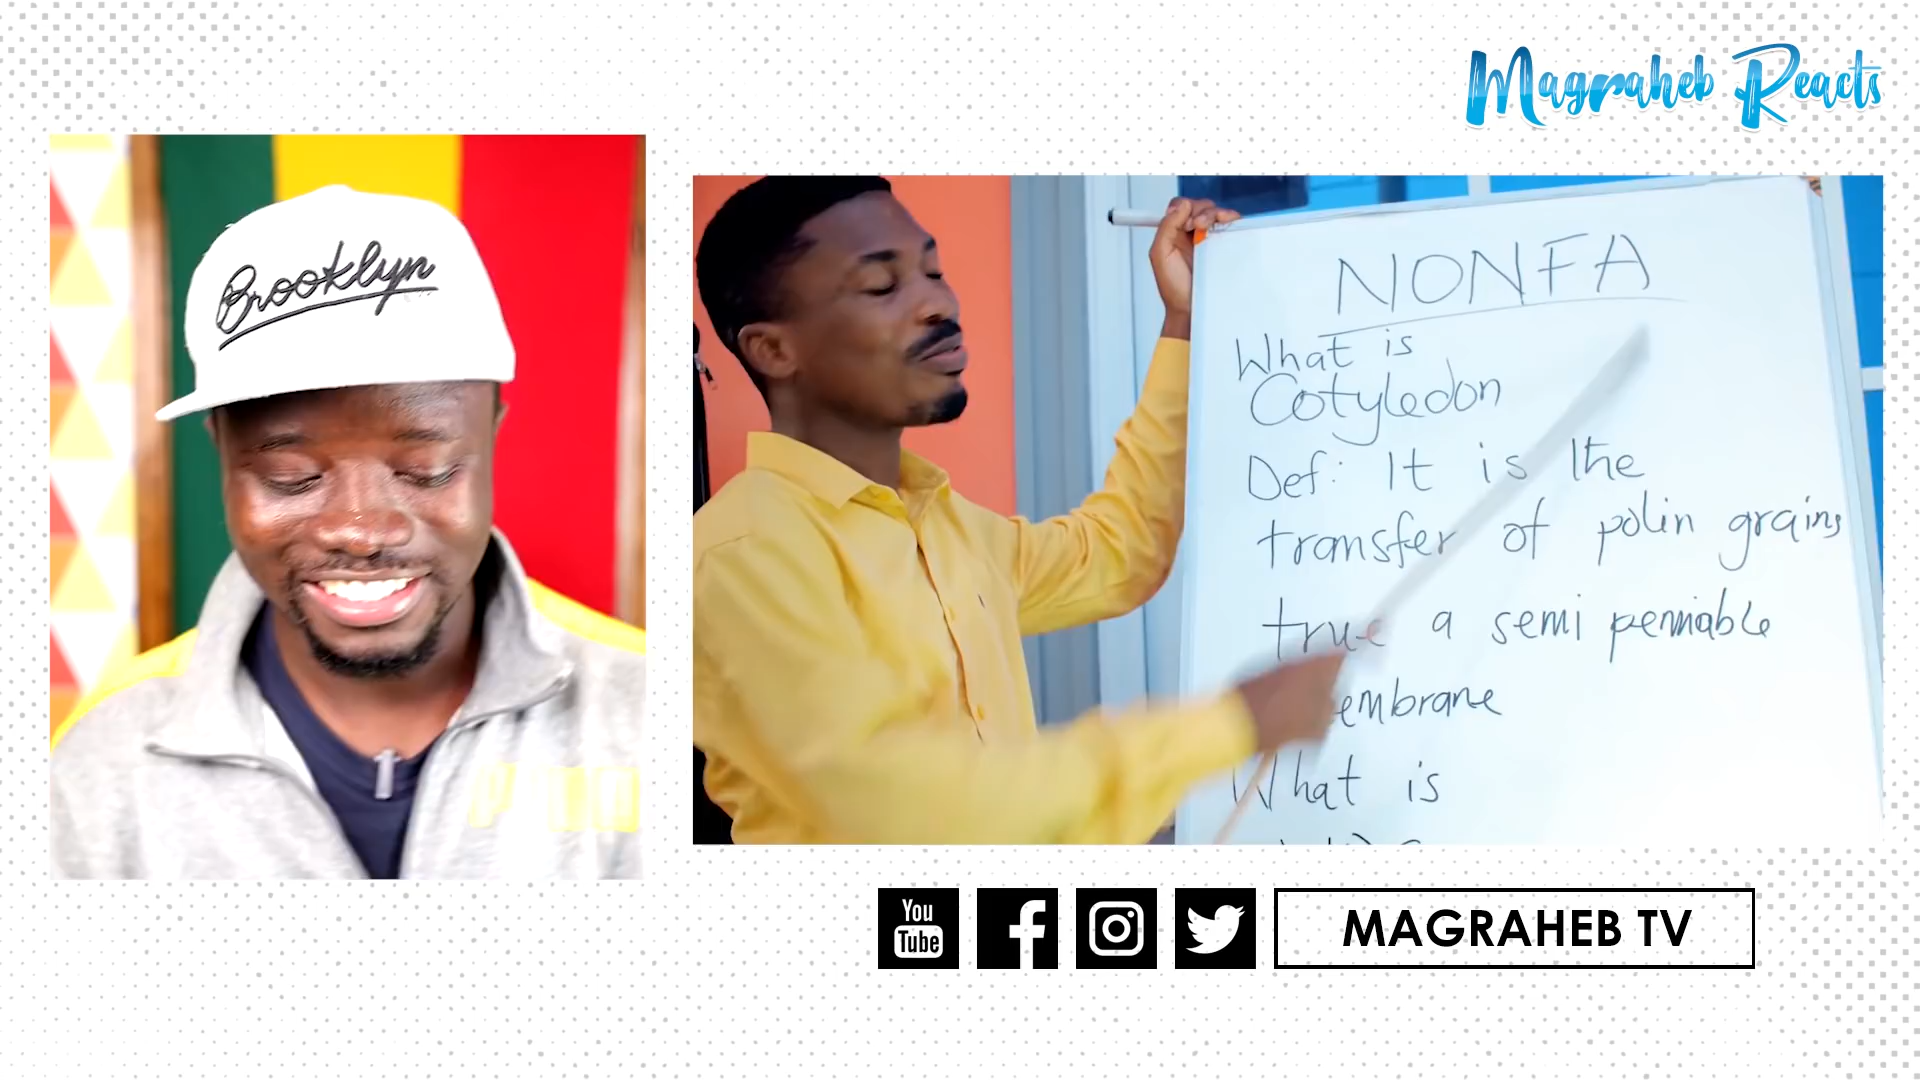 Magraheb Reacts
Brooklyn
NONFA
What is
Cotyledon
Def: It is the
transfer of polin grains
true a semi permiable
embrane
What is
You
Tube
MAGRAHEB TV